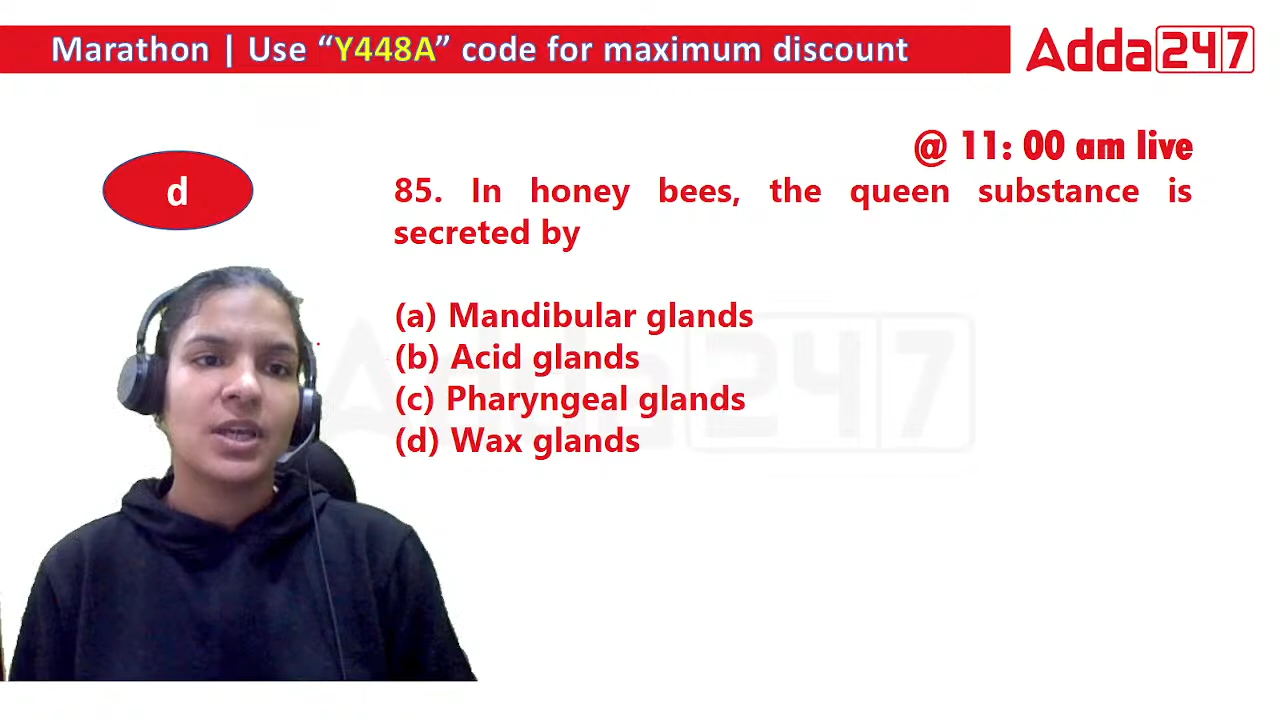 Marathon | Use “Y448A” code for maximum discount
Adda247
@ 11: 00 am live
d
85. In honey bees, the queen substance is
secreted by
(a) Mandibular glands
(b) Acid glands
(c) Pharyngeal glands
(d) Wax glands
Adda247